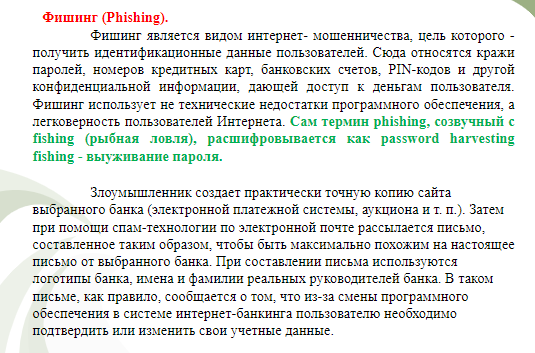 Фишинг (Phishing).
Фишинг является видом интернет- мошенничества, цель которого -
получить идентификационные данные пользователей. Сюда относятся кражи
паролей, номеров кредитных карт, банковских счетов, PIN-кодов и другой
конфиденциальной информации, дающей доступ к деньгам пользователя.
Фишинг использует не технические недостатки программного обеспечения, а
легковерность пользователей Интернета. Сам термин phishing, созвучный с
fishing (рыбная ловля), расшифровывается как password harvesting
fishing - выуживание пароля.
Злоумышленник создает практически точную копию сайта
выбранного банка (электронной платежной системы, аукциона и т. п.). Затем
при помощи спам-технологии по электронной почте рассылается письмо,
составленное таким образом, чтобы быть максимально похожим на настоящее
письмо от выбранного банка. При составлении письма используются
логотипы банка, имена и фамилии реальных руководителей банка. В таком
письме, как правило, сообщается о том, что из-за смены программного
обеспечения в системе интернет-банкинга пользователю необходимо
подтвердить или изменить свои учетные данные.